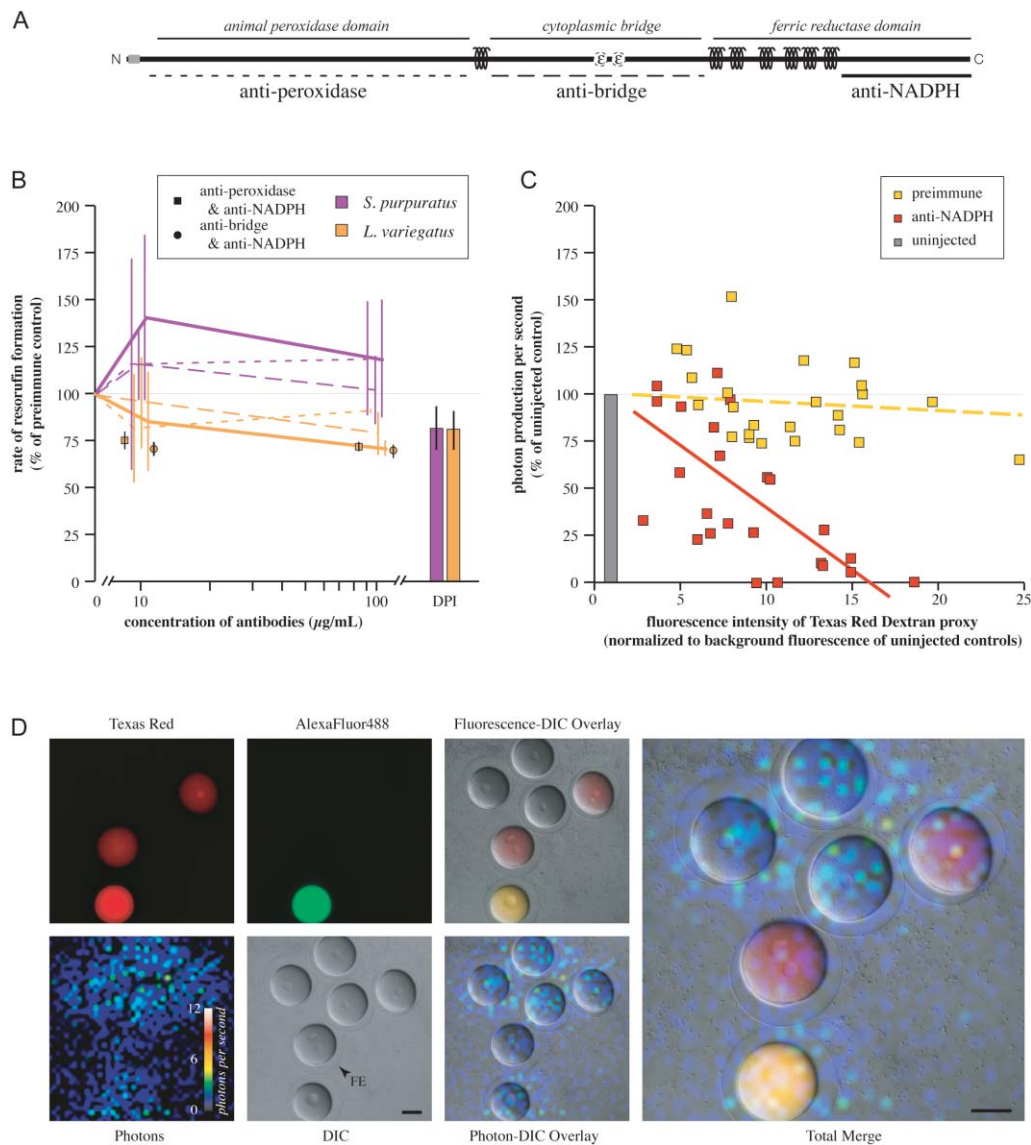 A
animal peroxidase domain
cytoplasmic bridge
ferric reductase domain
N
ε
ε
C
anti-peroxidase
anti-bridge
anti-NADPH
B
anti-peroxidase
& anti-NADPH
anti-bridge
& anti-NADPH
S. purpuratus
L. variegatus
rate of resorufin formation
(% of preimmune control)
200
175
150
125
100
75
50
25
0
0
10
100
DPI
concentration of antibodies (µg/mL)
C
preimmune
anti-NADPH
uninjected
photon production per second
(% of uninjected control)
200
175
150
125
100
75
50
25
0
0
5
10
15
20
25
fluorescence intensity of Texas Red Dextran proxy
(normalized to background fluorescence of uninjected controls)
D
Texas Red
AlexaFluor488
Fluorescence-DIC Overlay
12
6
0
photons per second
FE
Photons
DIC
Photon-DIC Overlay
Total Merge